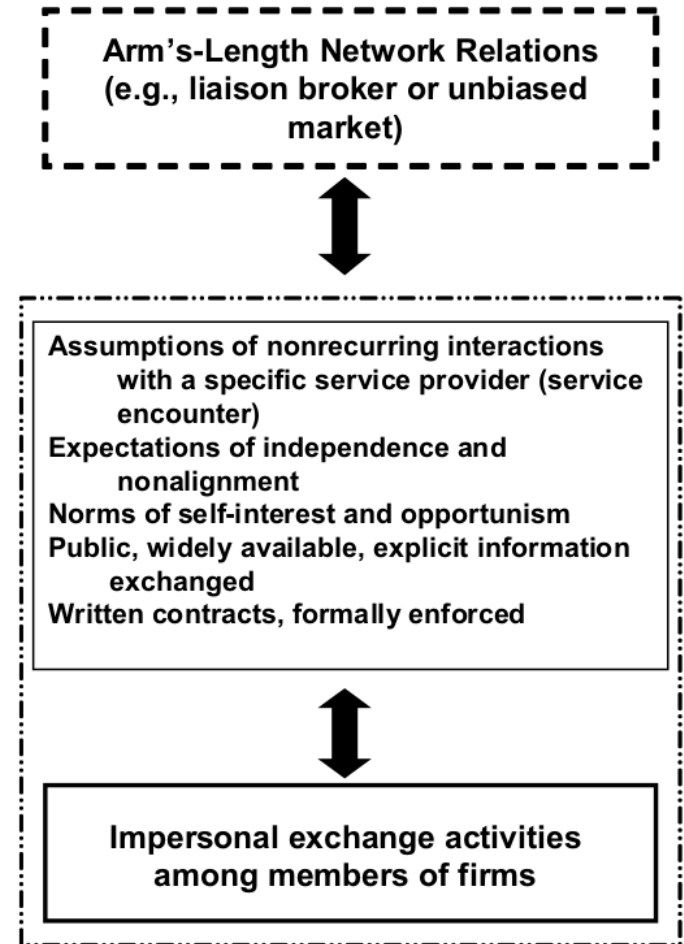 Arm's-Length Network Relations
(e.g., liaison broker or unbiased
market)
Assumptions of nonrecurring interactions
with a specific service provider (service
encounter)
Expectations of independence and
nonalignment
Norms of self-interest and opportunism
Public, widely available, explicit information
exchanged
Written contracts, formally enforced
Impersonal exchange activities
among members of firms